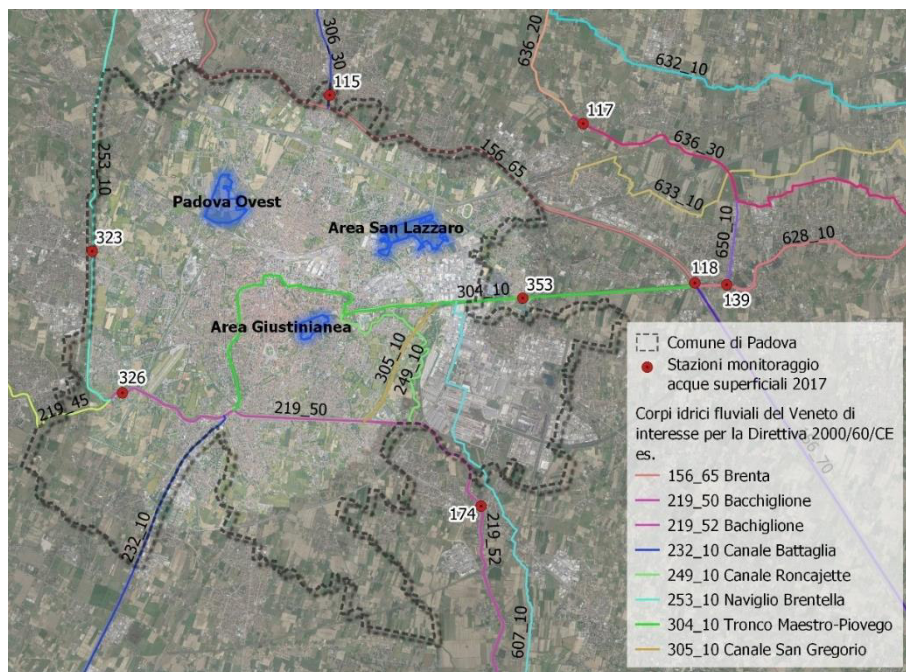 306_30
115
636_20
632_10
117
253_10
156_65
636_30
633_10
Padova Ovest
Area San Lazzaro
650_10
628_10
323
118
139
353
304_10
Area Giustinianea
305_10
249_10
326
219_45
219_50
232_10
174
219_52
607_10
Comune di Padova
Stazioni monitoraggio
acque superficiali 2017
Corpi idrici fluviali del Veneto di
interesse per la Direttiva 2000/60/CE
es.
156_65 Brenta
219_50 Bacchiglione
219_52 Bachiglione
232_10 Canale Battaglia
249_10 Canale Roncajette
253_10 Naviglio Brentella
304_10 Tronco Maestro-Piovego
305_10 Canale San Gregorio